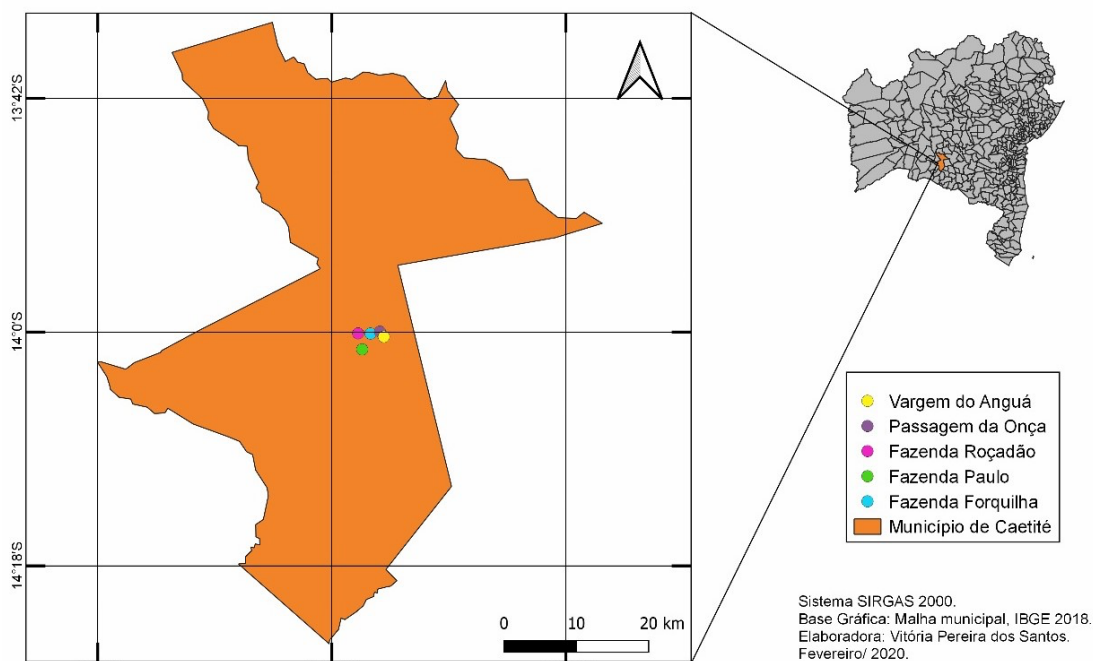 13°42'S
14°0'S
14°18'S
0 10 20 km
Vargem do Anguá
Passagem da Onça
Fazenda Roçadão
Fazenda Paulo
Fazenda Forquilha
Município de Caetité
Sistema SIRGAS 2000.
Base Gráfica: Malha municipal, IBGE 2018.
Elaboradora: Vitória Pereira dos Santos.
Fevereiro/ 2020.